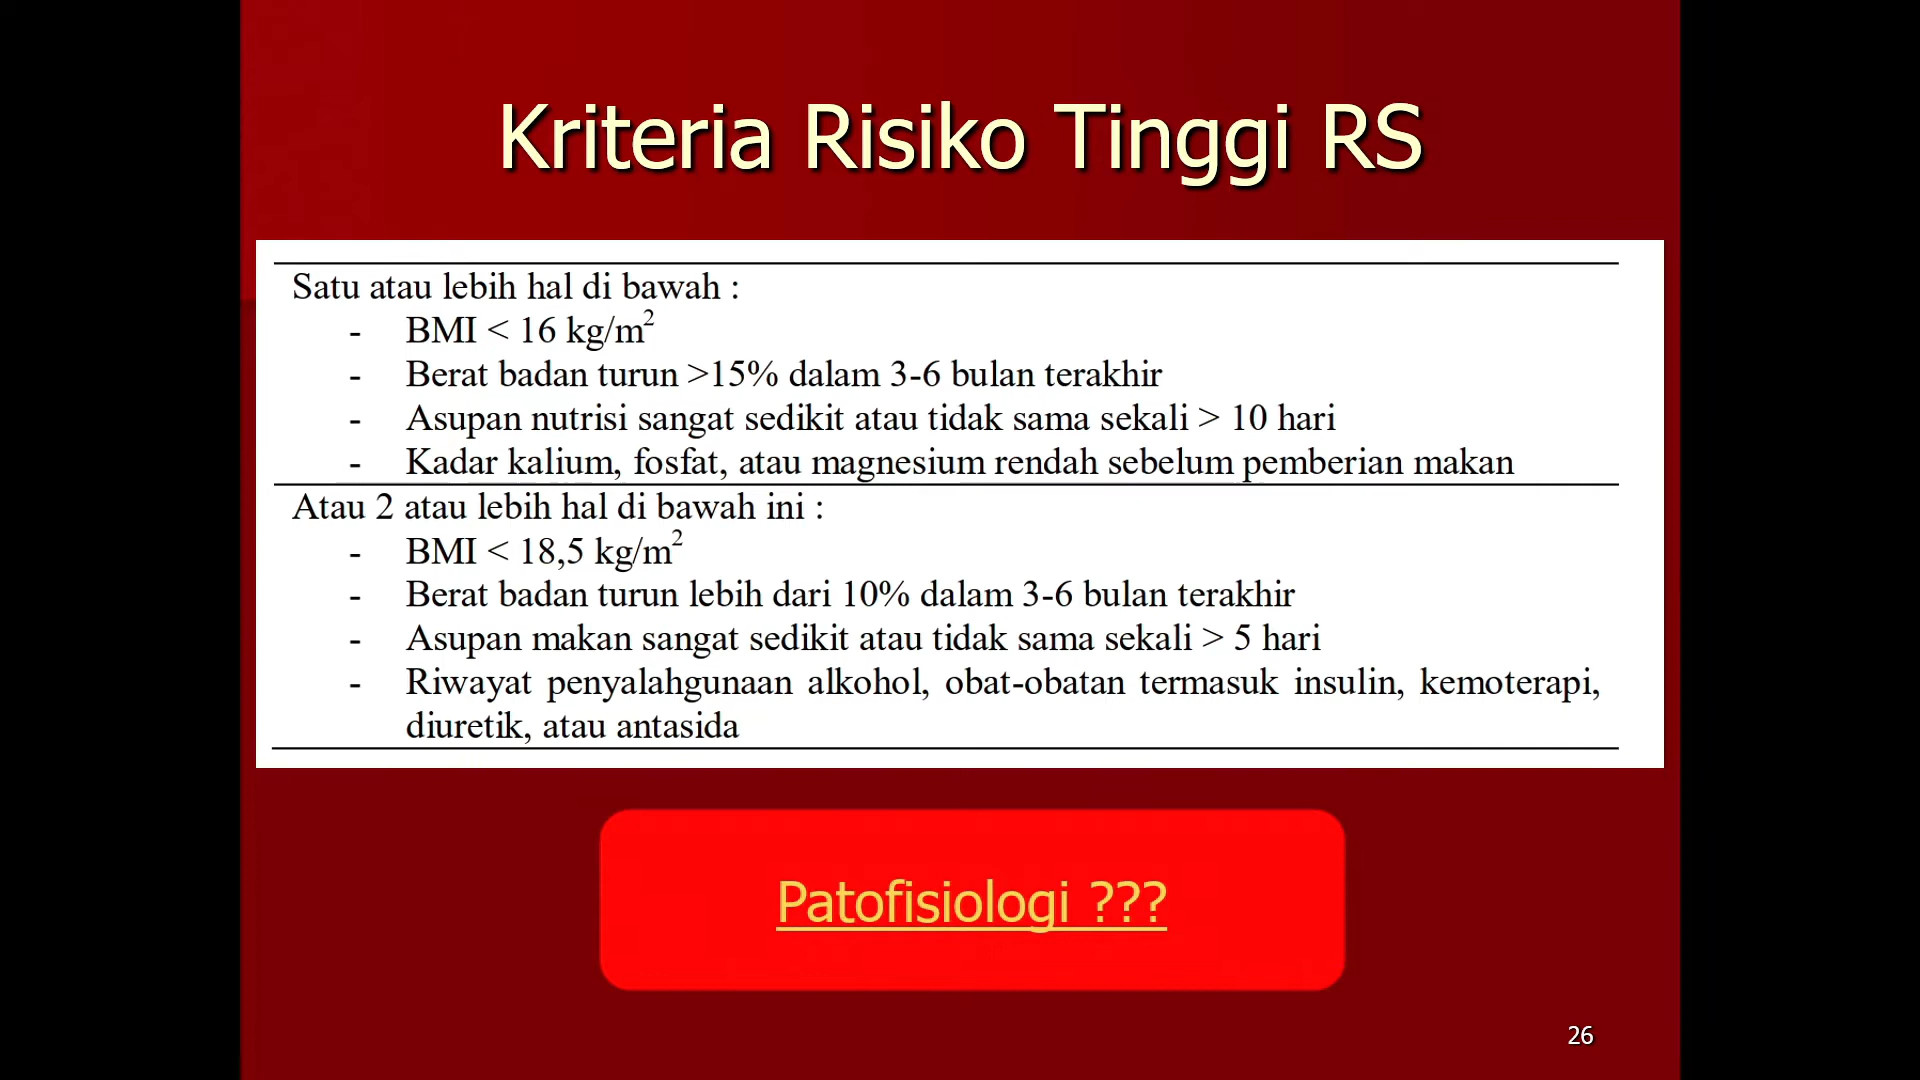 Kriteria Risiko Tinggi RS
Satu atau lebih hal di bawah :
- BMI < 16 kg/m²
- Berat badan turun >15% dalam 3-6 bulan terakhir
- Asupan nutrisi sangat sedikit atau tidak sama sekali > 10 hari
- Kadar kalium, fosfat, atau magnesium rendah sebelum pemberian makan
Atau 2 atau lebih hal di bawah ini :
- BMI < 18,5 kg/m²
- Berat badan turun lebih dari 10% dalam 3-6 bulan terakhir
- Asupan makan sangat sedikit atau tidak sama sekali > 5 hari
- Riwayat penyalahgunaan alkohol, obat-obatan termasuk insulin, kemoterapi,
diuretik, atau antasida
Patofisiologi ???
26